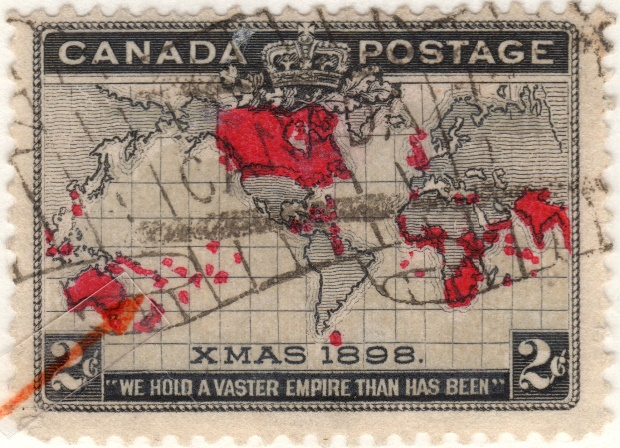 CANADA POSTAGE
XMAS 1898.
2¢ 2¢
"WE HOLD A VASTER EMPIRE THAN HAS BEEN"